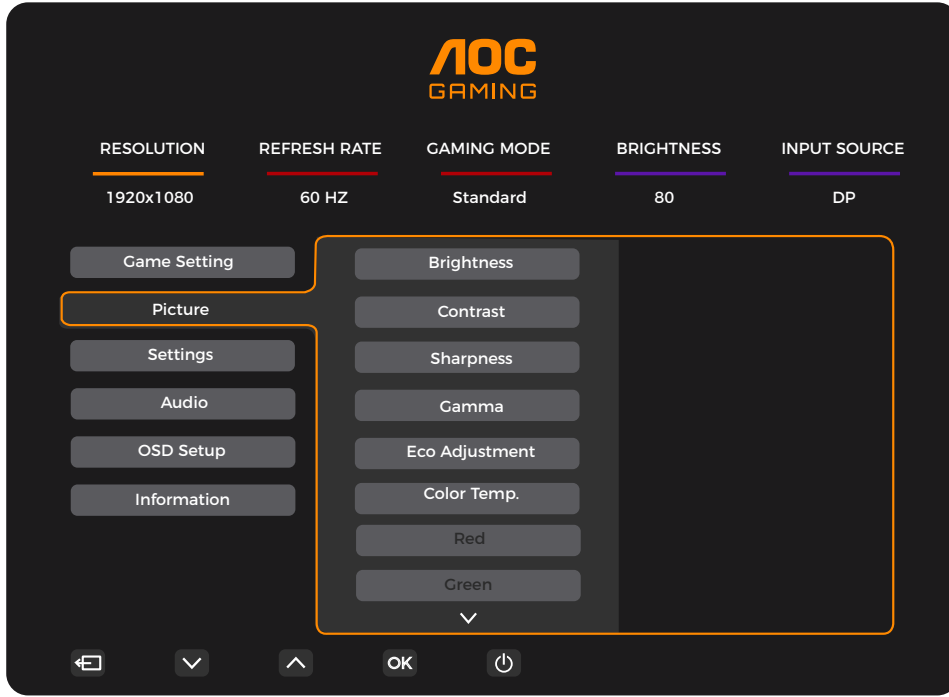 AOC
GAMING
RESOLUTION REFRESH RATE GAMING MODE BRIGHTNESS INPUT SOURCE
1920x1080 60 HZ Standard 80 DP
Game Setting
Picture
Settings
Audio
OSD Setup
Information
Brightness
Contrast
Sharpness
Gamma
Eco Adjustment
Color Temp.
Red
Green
OK